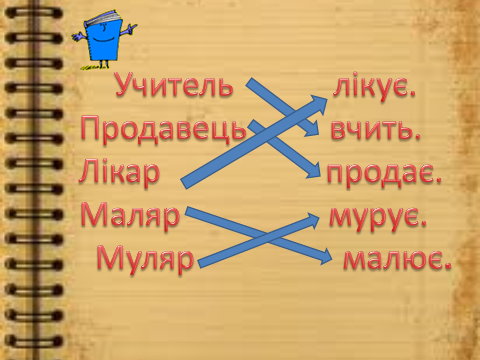 Учитель лікує.
Продавець вчить.
Лікар продає.
Маляр мурує.
Муляр малює.